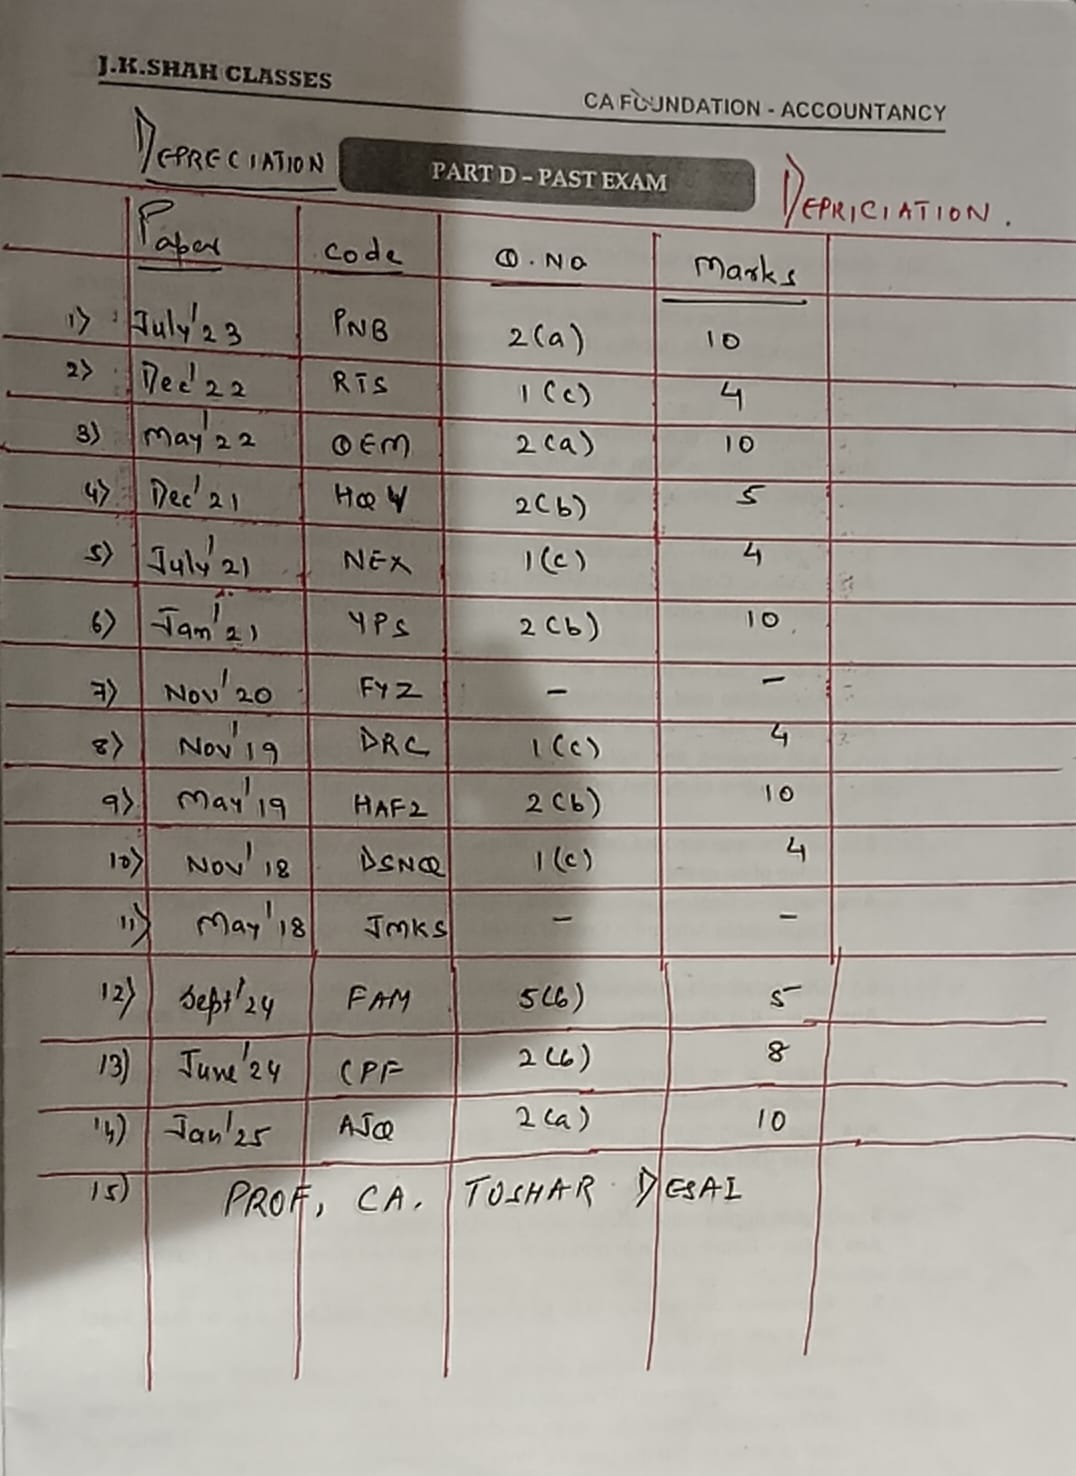 J.K.SHAH CLASSES
CA FOUNDATION - ACCOUNTANCY
DEPRECIATION
PART D – PAST EXAM
DEPRICIATION.
Paper Code Q.No Marks
1) July'23 PNB 2(a) 10
2) Dec'22 RTS 1(c) 4
3) May'22 QEM 2(a) 10
4) Dec'21 HQV 2(b) 5
5) July'21 NEX 1(c) 4
6) Jan'21 YPS 2(b) 10
7) Nov'20 FYZ – –
8) Nov'19 DRC 1(c) 4
9) May'19 HAF2 2(b) 10
10) Nov'18 DSNQ 1(c) 4
11) May'18 JMKS – –
12) Sept'24 FAM 5(b) 5
13) June'24 CPF 2(b) 8
14) Jan'25 AJQ 2(a) 10
15) PROF, CA. TUSHAR DESAI